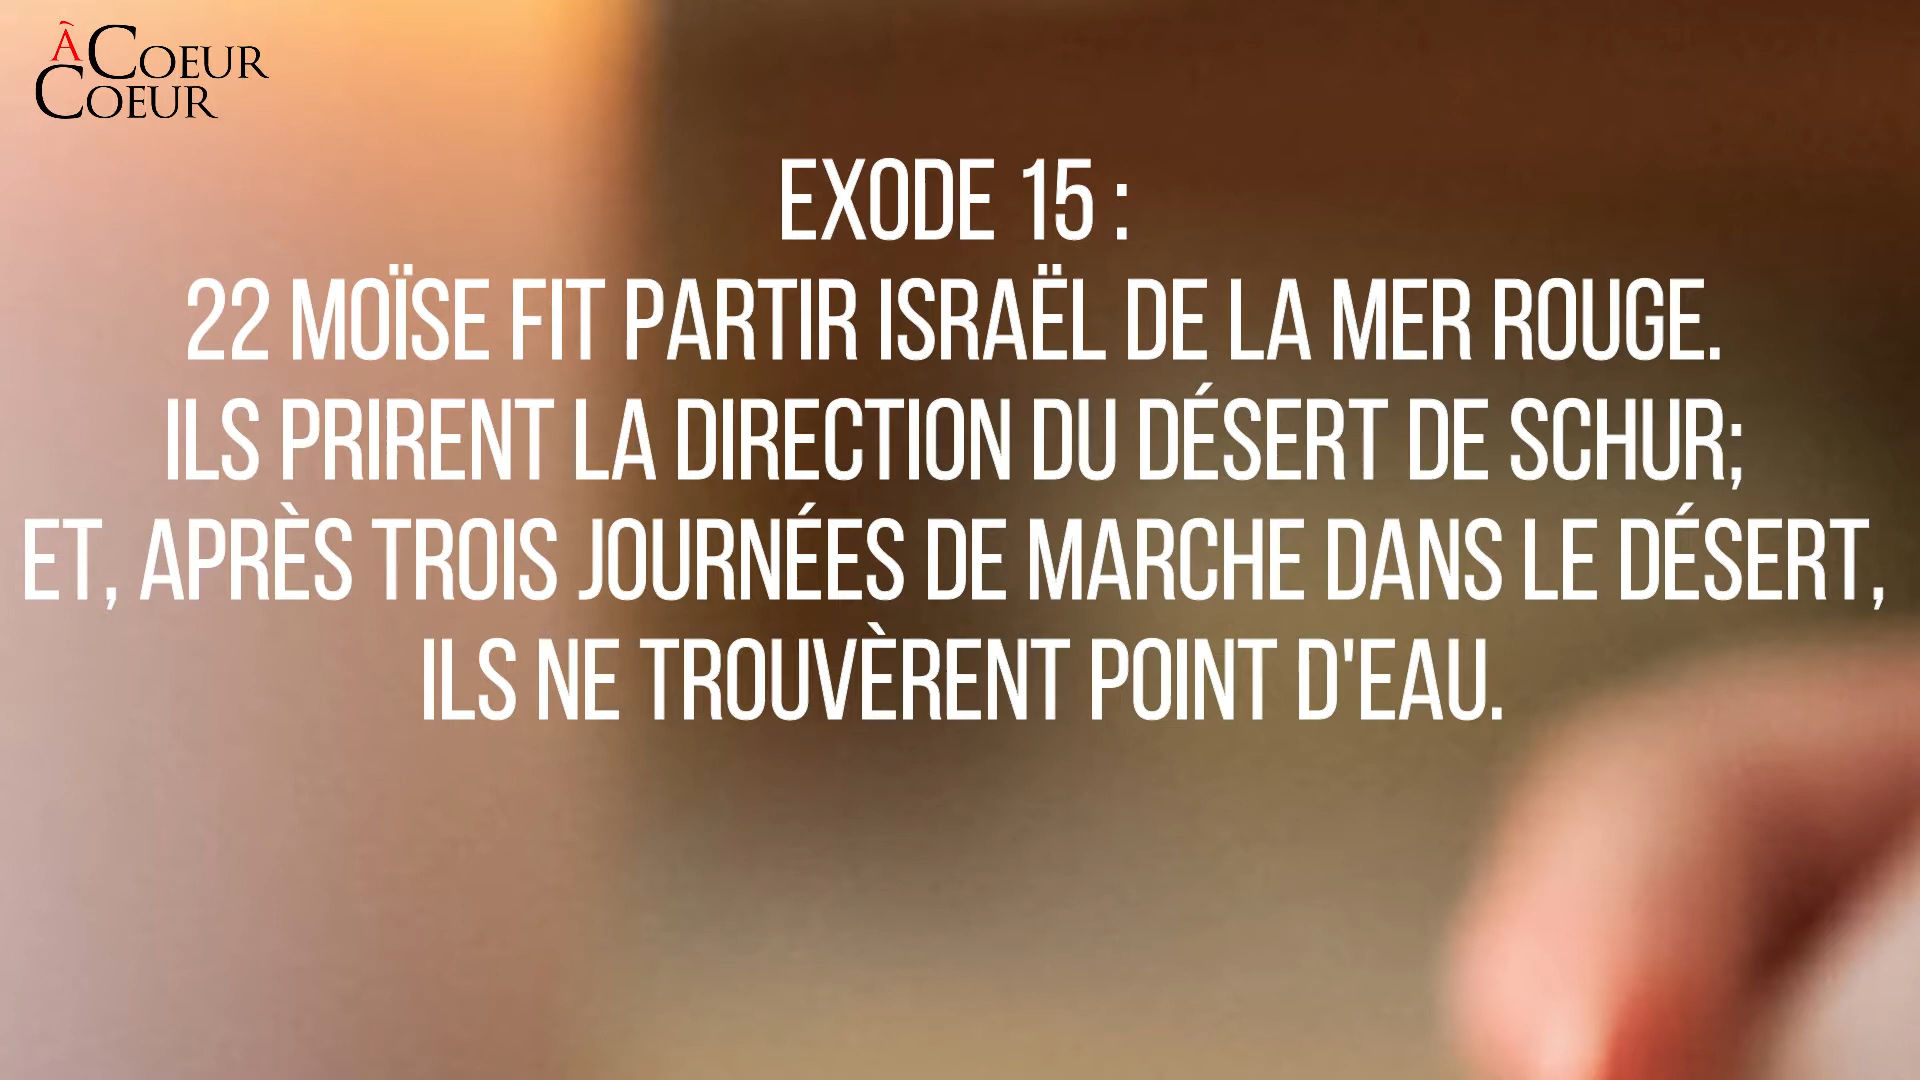 À COEUR
COEUR
EXODE 15 :
22 MOÏSE FIT PARTIR ISRAËL DE LA MER ROUGE.
ILS PRIRENT LA DIRECTION DU DÉSERT DE SCHUR;
ET, APRÈS TROIS JOURNÉES DE MARCHE DANS LE DÉSERT,
ILS NE TROUVÈRENT POINT D'EAU.